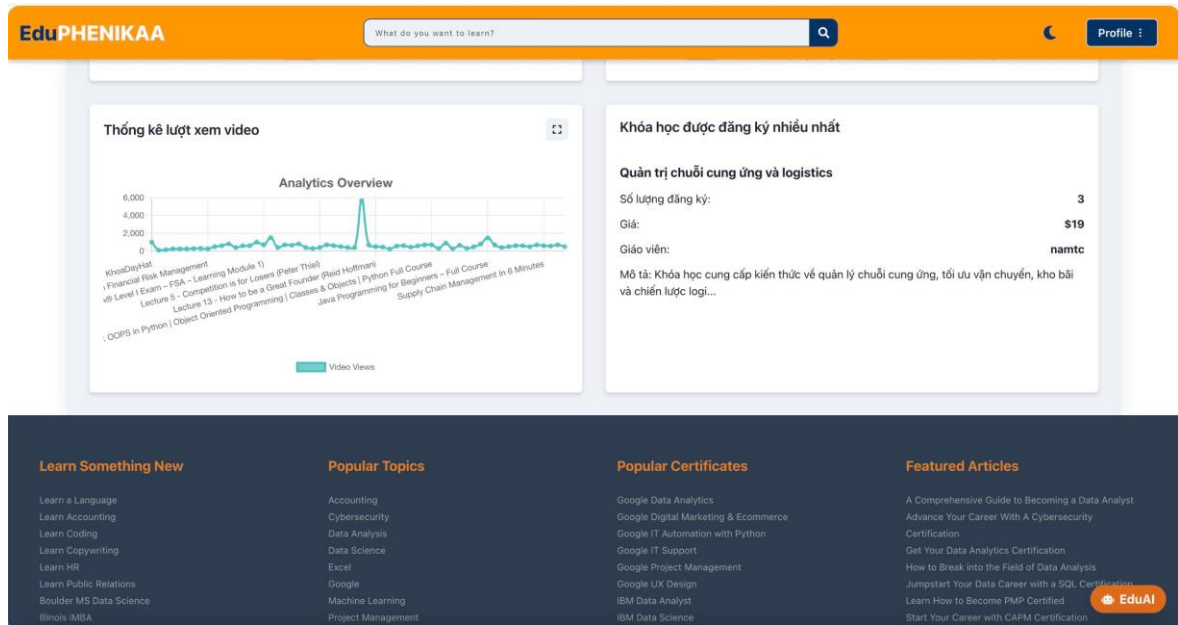 EduPHENIKAA
What do you want to learn?
Profile
Thống kê lượt xem video
Analytics Overview
6,000
4,000
2,000
0
KhoaDayHat
Financial Risk Management
Level I Exam – FSA – Learning Module 1)
Lecture 5 - Competition is for Losers (Peter Thiel)
Lecture 13 - How to be a Great Founder (Reid Hoffman)
: OOPS in Python | Object Oriented Programming | Classes & Objects | Python Full Course
Java Programming for Beginners – Full Course
Supply Chain Management In 6 Minutes
Video Views
Khóa học được đăng ký nhiều nhất
Quản trị chuỗi cung ứng và logistics
Số lượng đăng ký: 3
Giá: $19
Giáo viên: namtc
Mô tả: Khóa học cung cấp kiến thức về quản lý chuỗi cung ứng, tối ưu vận chuyển, kho bãi
và chiến lược logi...
Learn Something New
Learn a Language
Learn Accounting
Learn Coding
Learn Copywriting
Learn HR
Learn Public Relations
Boulder MS Data Science
Illinois iMBA
Popular Topics
Accounting
Cybersecurity
Data Analysis
Data Science
Excel
Google
Machine Learning
Project Management
Popular Certificates
Google Data Analytics
Google Digital Marketing & Ecommerce
Google IT Automation with Python
Google IT Support
Google Project Management
Google UX Design
IBM Data Analyst
IBM Data Science
Featured Articles
A Comprehensive Guide to Becoming a Data Analyst
Advance Your Career With A Cybersecurity
Certification
Get Your Data Analytics Certification
How to Break into the Field of Data Analysis
Jumpstart Your Data Career with a SQL Certification
Learn How to Become PMP Certified
Start Your Career with CAPM Certification
EduAI